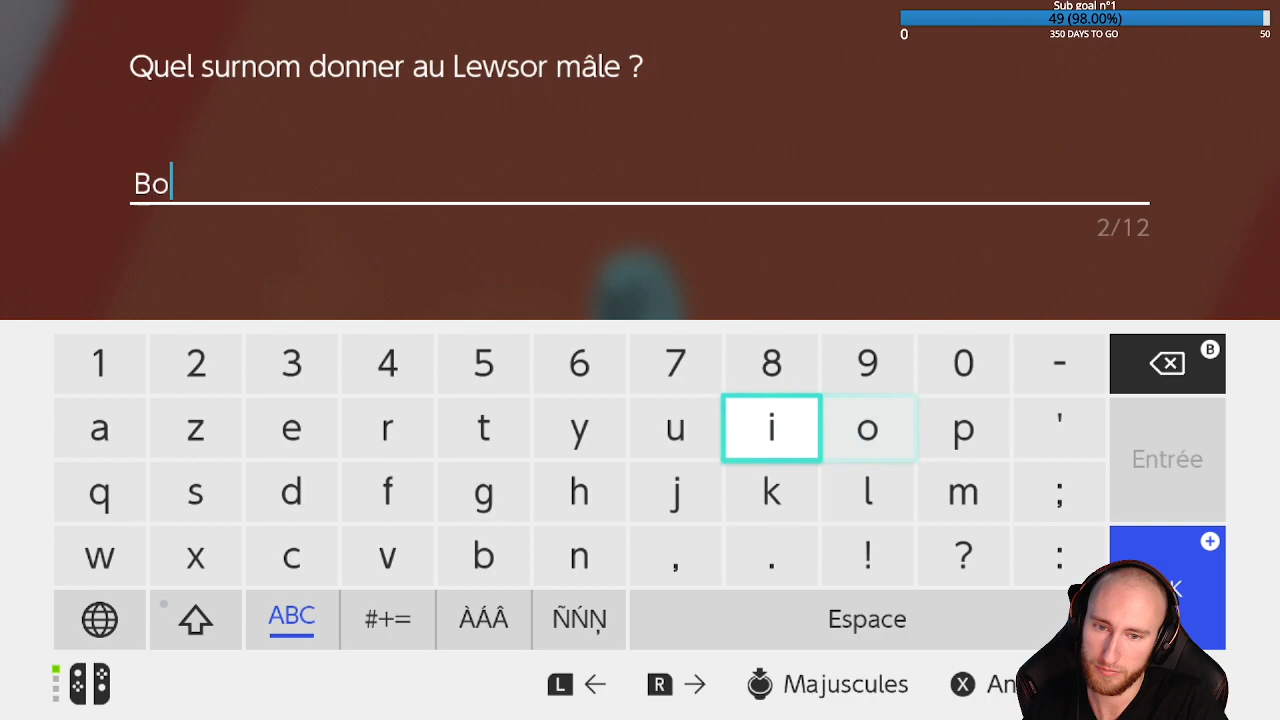 Sub goal n°1
49 (98.00%)
0 350 DAYS TO GO 50
Quel surnom donner au Lewsor mâle ?
Bo
2/12
1 2 3 4 5 6 7 8 9 0 - B
a z e r t y u i o p '
Entrée
q s d f g h j k l m ;
w x c v b n , . ! ? : +
K
ABC #+= ÀÁÂ ÑŃŅ Espace
L ← R → Majuscules X An